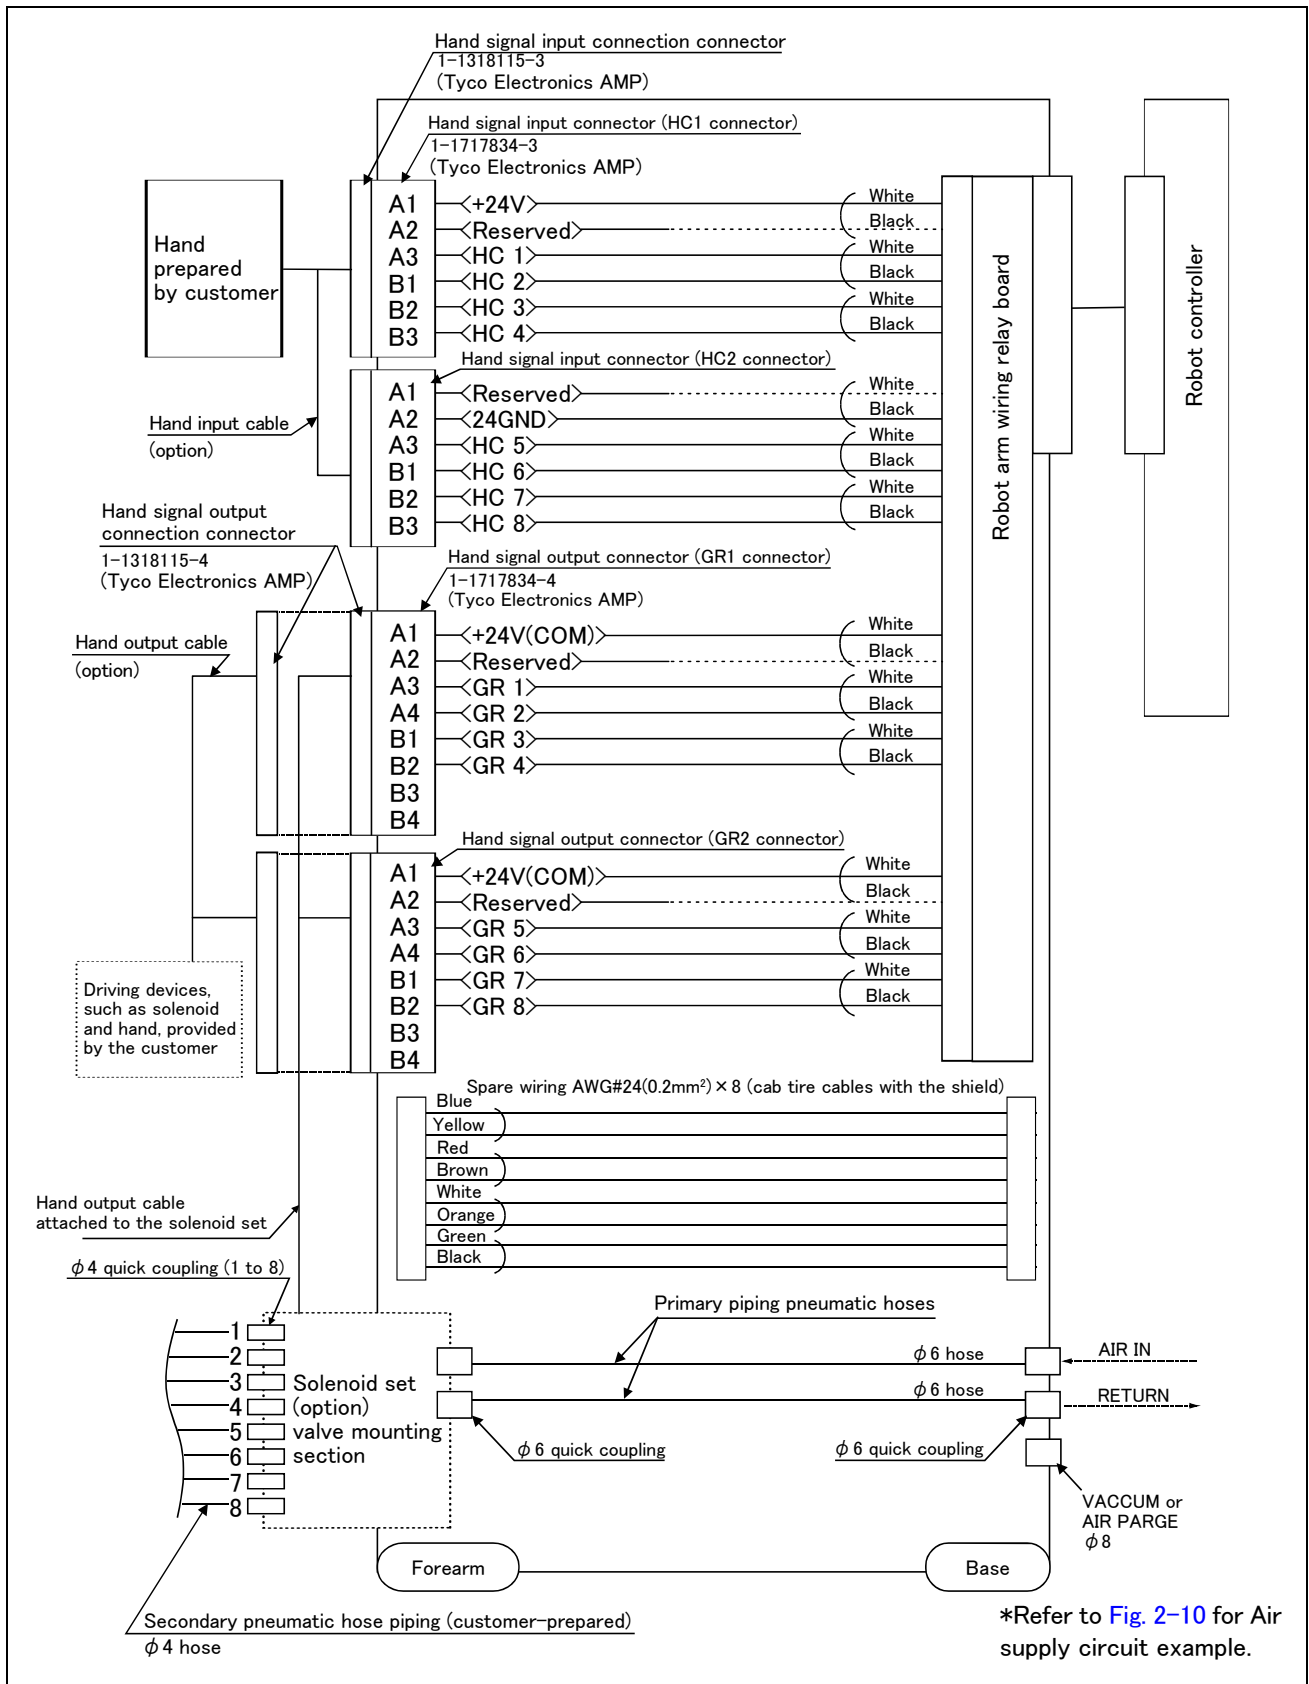 Hand signal input connection connector
1-1318115-3
(Tyco Electronics AMP)
Hand signal input connector (HC1 connector)
1-1717834-3
(Tyco Electronics AMP)
Hand
prepared
by customer
A1 <+24V> White
A2 <Reserved> Black
A3 <HC 1> White
B1 <HC 2> Black
B2 <HC 3> White
B3 <HC 4> Black
Robot arm wiring relay board
Robot controller
Hand signal input connector (HC2 connector)
A1 <Reserved> White
A2 <24GND> Black
A3 <HC 5> White
B1 <HC 6> Black
B2 <HC 7> White
B3 <HC 8> Black
Hand input cable
(option)
Hand signal output
connection connector
1-1318115-4
(Tyco Electronics AMP)
Hand signal output connector (GR1 connector)
1-1717834-4
(Tyco Electronics AMP)
Hand output cable
(option)
A1 <+24V(COM)> White
A2 <Reserved> Black
A3 <GR 1> White
A4 <GR 2> Black
B1 <GR 3> White
B2 <GR 4> Black
B3
B4
Hand signal output connector (GR2 connector)
A1 <+24V(COM)> White
A2 <Reserved> Black
A3 <GR 5> White
A4 <GR 6> Black
B1 <GR 7> White
B2 <GR 8> Black
B3
B4
Driving devices,
such as solenoid
and hand, provided
by the customer
Spare wiring AWG#24(0.2mm²)×8 (cab tire cables with the shield)
Blue
Yellow
Red
Brown
White
Orange
Green
Black
Hand output cable
attached to the solenoid set
φ4 quick coupling (1 to 8)
1
2
3
4
5
6
7
8
Solenoid set
(option)
valve mounting
section
Primary piping pneumatic hoses
φ6 hose
AIR IN
φ6 hose
RETURN
φ6 quick coupling
φ6 quick coupling
VACCUM or
AIR PARGE
φ8
Forearm
Base
Secondary pneumatic hose piping (customer-prepared)
φ4 hose
*Refer to Fig. 2-10 for Air
supply circuit example.